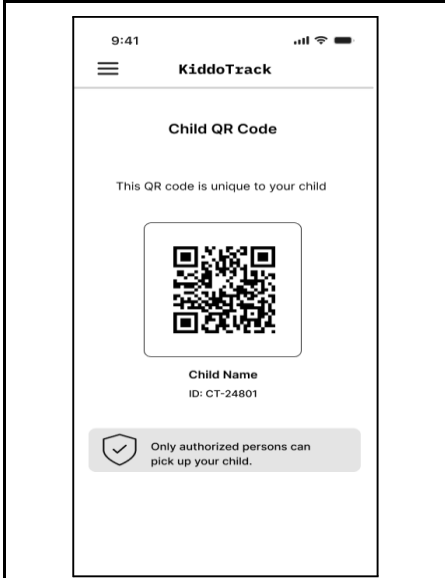 9:41
KiddoTrack
Child QR Code
This QR code is unique to your child
Child Name
ID: CT-24801
Only authorized persons can
pick up your child.